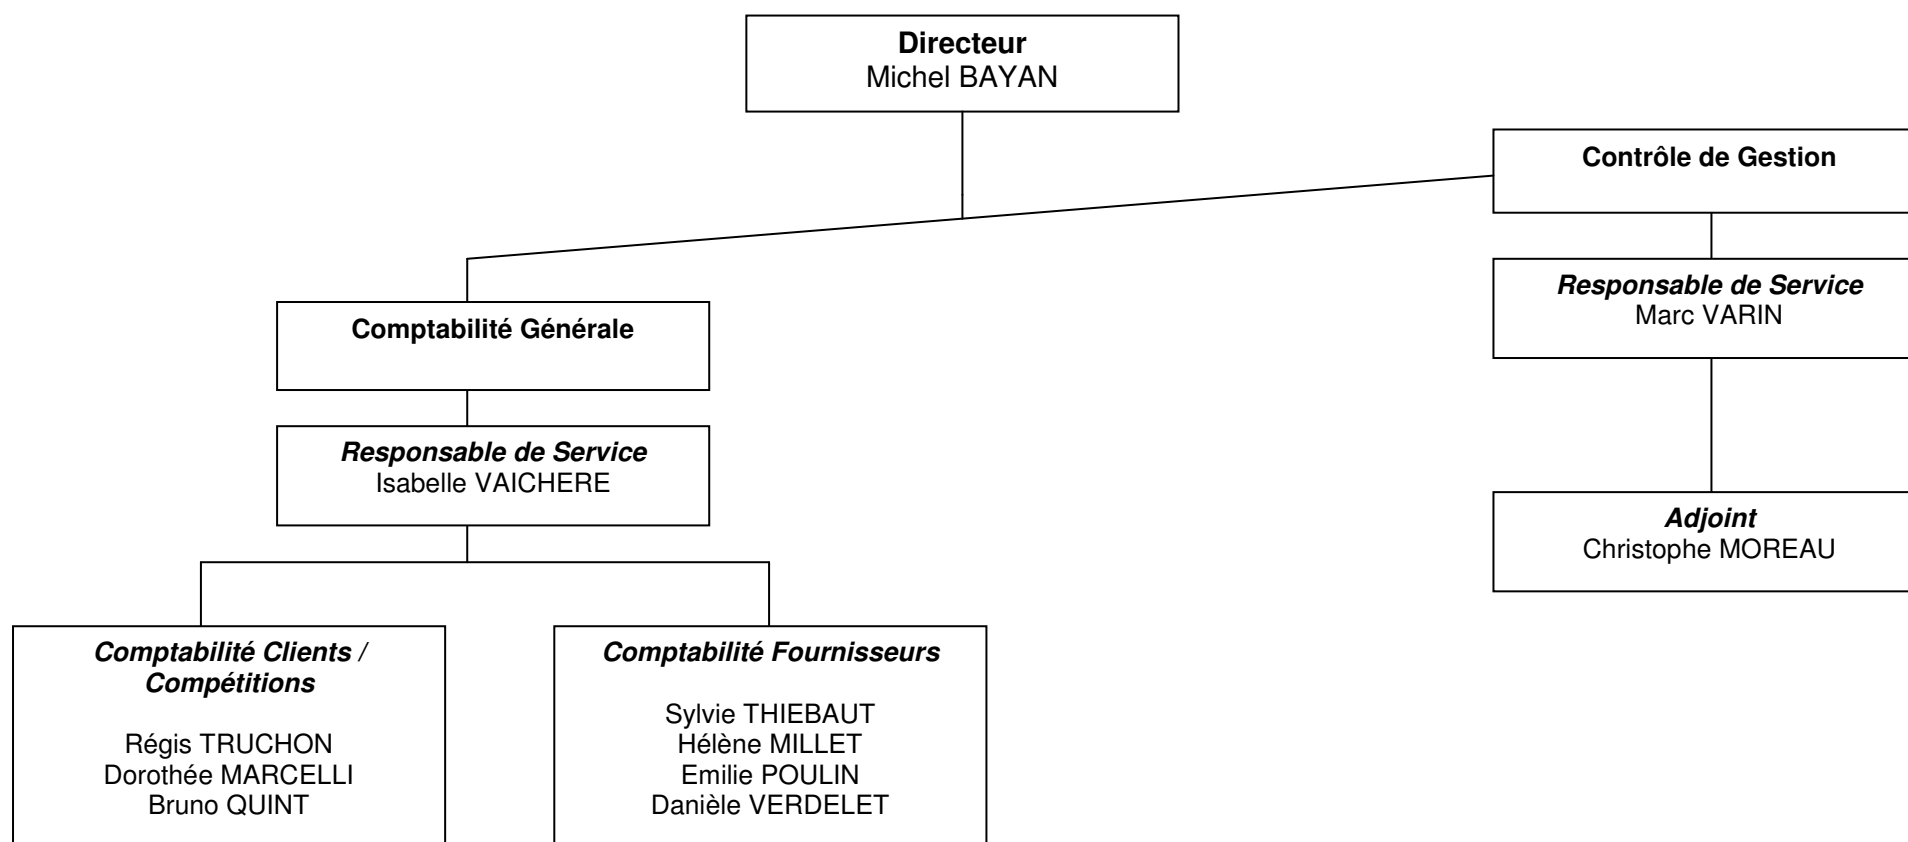 Directeur
Michel BAYAN
Contrôle de Gestion
Responsable de Service
Marc VARIN
Comptabilité Générale
Responsable de Service
Isabelle VAICHERE
Adjoint
Christophe MOREAU
Comptabilité Clients /
Compétitions
Régis TRUCHON
Dorothée MARCELLI
Bruno QUINT
Comptabilité Fournisseurs
Sylvie THIEBAUT
Hélène MILLET
Emilie POULIN
Danièle VERDELET